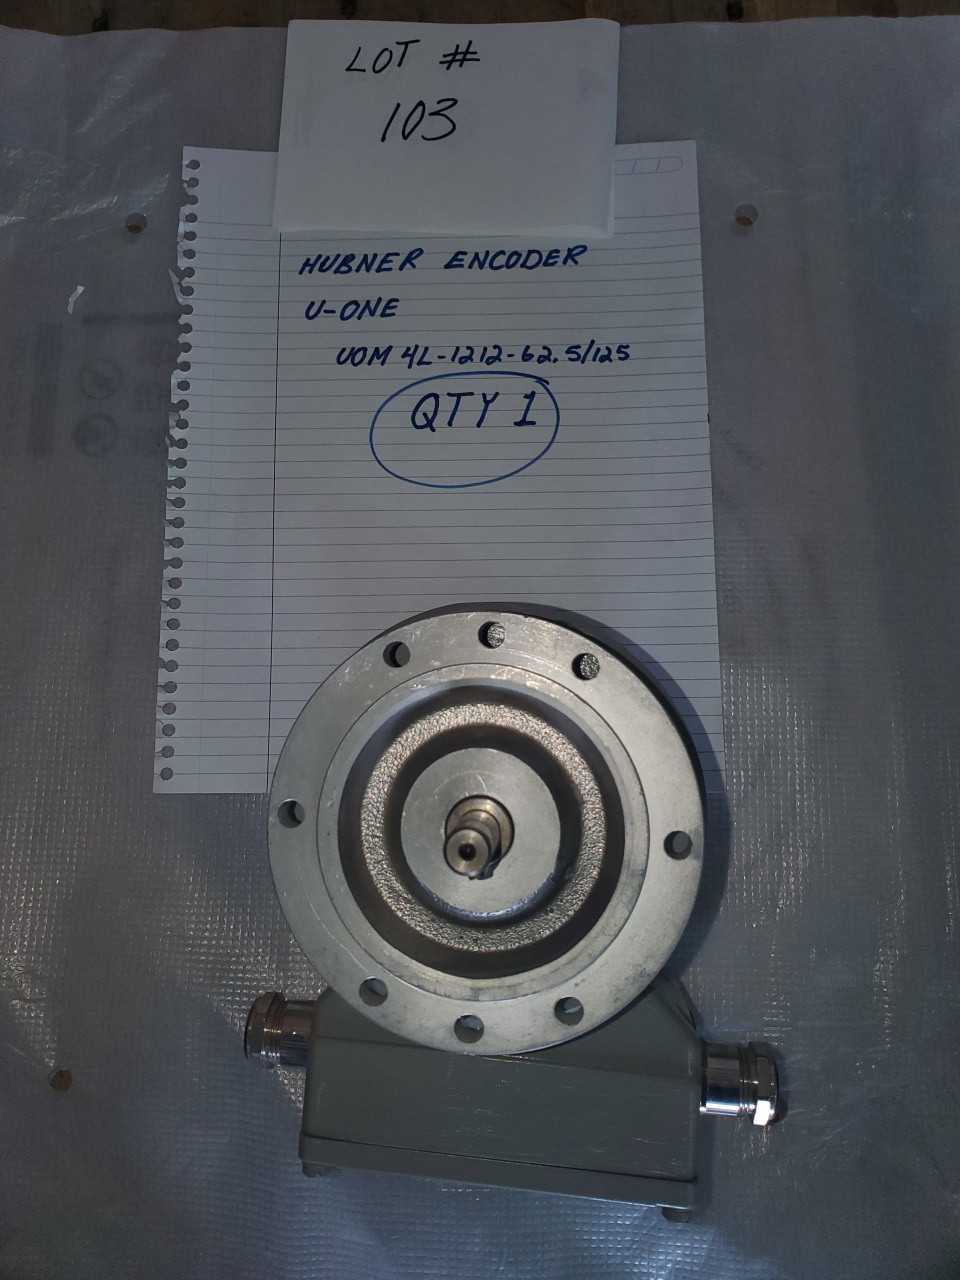 LOT #
103
HUBNER ENCODER
U-ONE
UOM 4L-1212-62.5/125
QTY 1